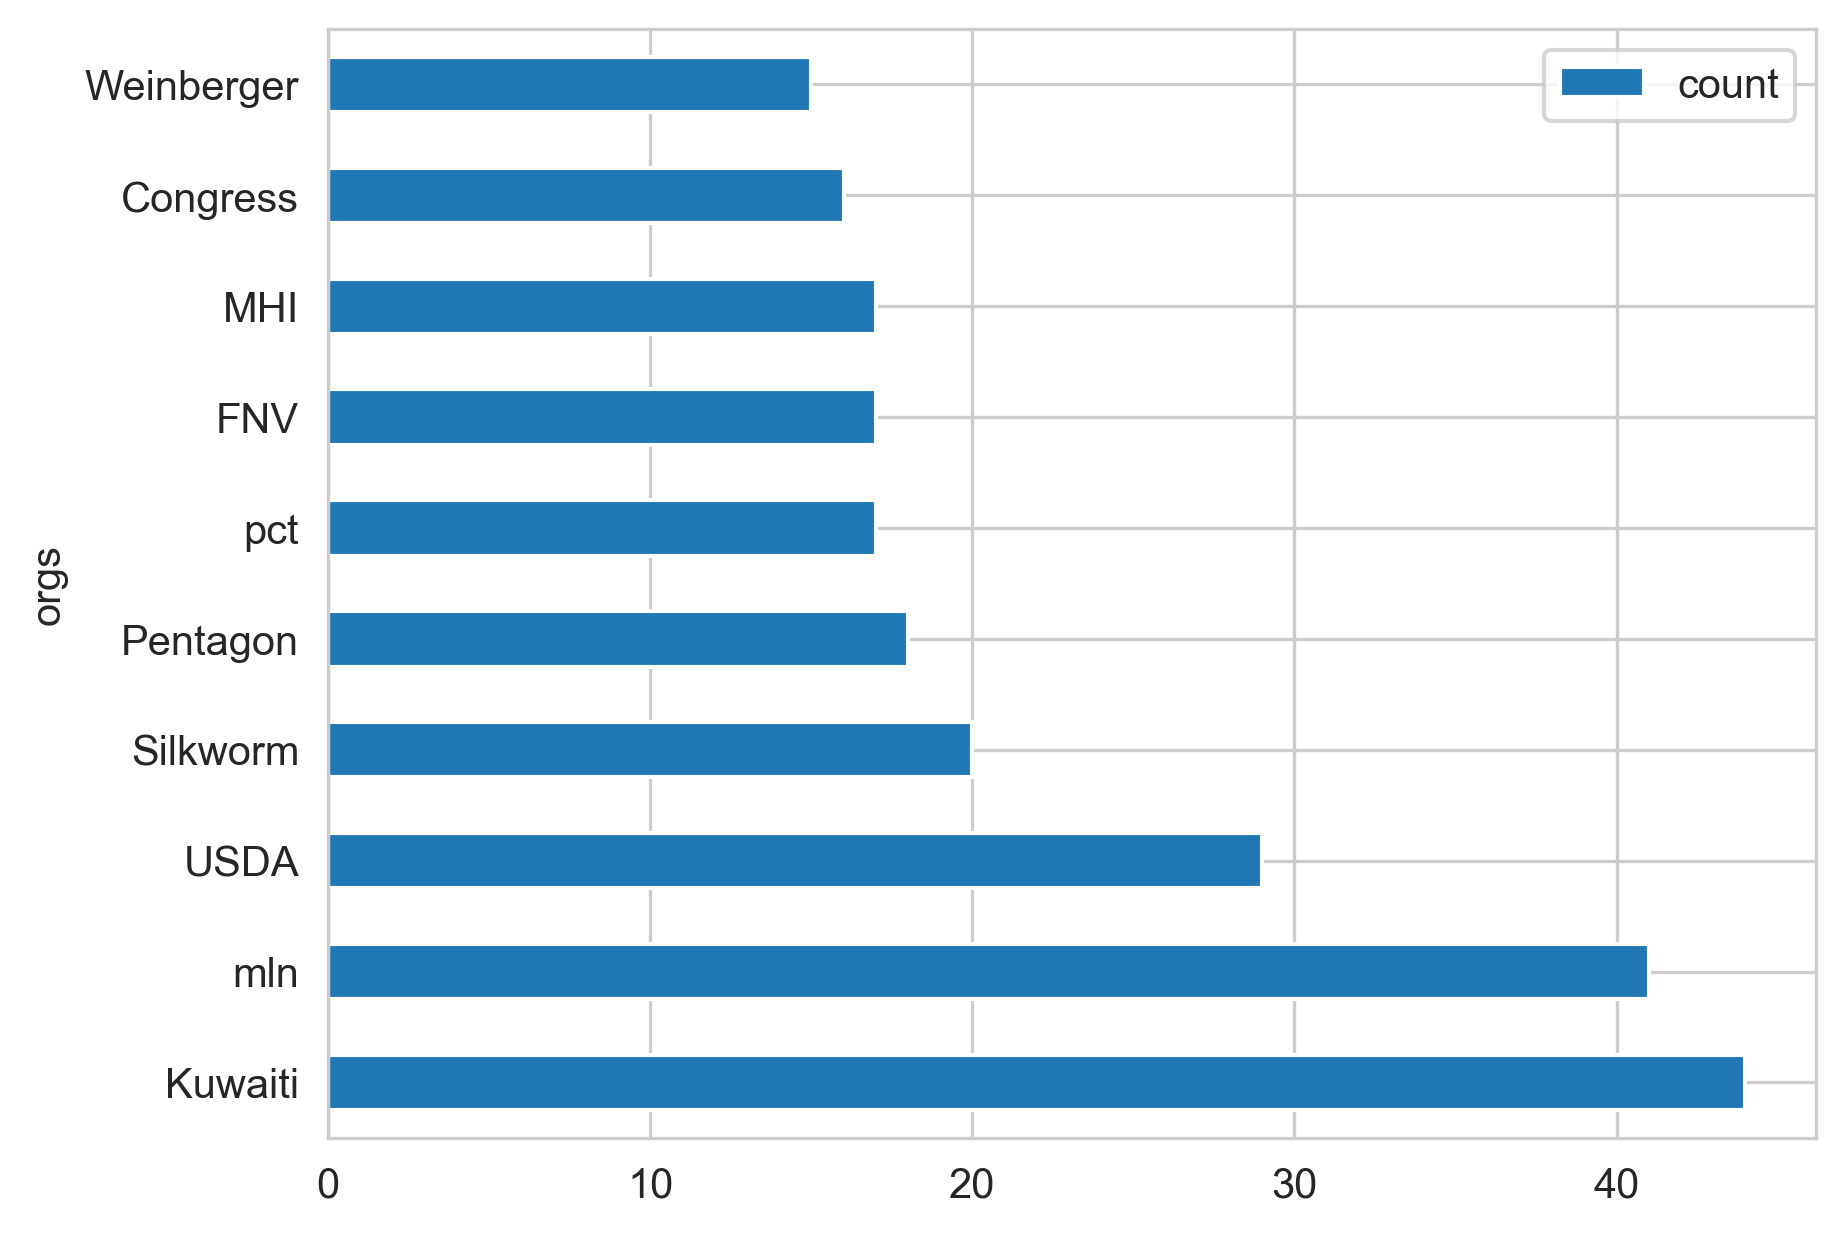 count
Weinberger
Congress
MHI
FNV
pct
Pentagon
Silkworm
USDA
mln
Kuwaiti
orgs
0 10 20 30 40